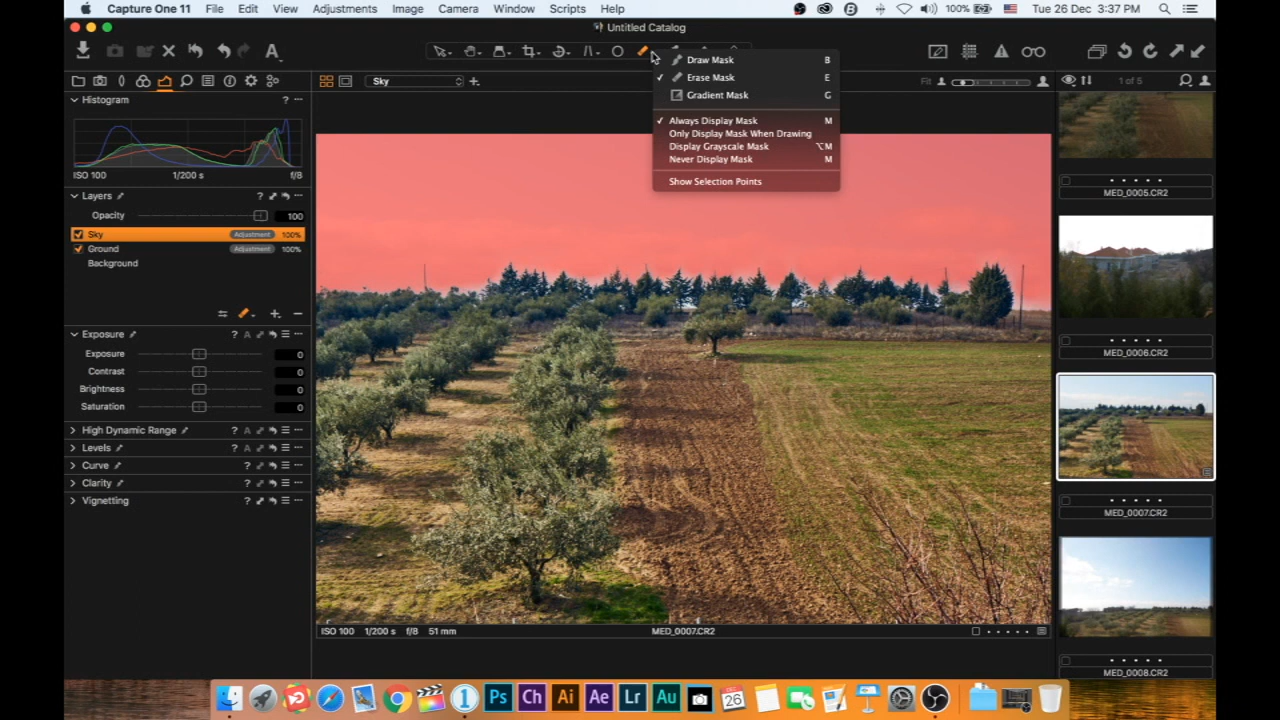 Capture One 11 File Edit View Adjustments Image Camera Window Scripts Help 100% Tue 26 Dec 3:37 PM
Untitled Catalog
A
Draw Mask B
Erase Mask E
Gradient Mask G
Always Display Mask M
Only Display Mask When Drawing
Display Grayscale Mask ⌥M
Never Display Mask M
Show Selection Points
Sky
Fit
1 of 5
Histogram ?
ISO 100 1/200 s f/8
Layers ?
Opacity 100
Sky Adjustment 100%
Ground Adjustment 100%
Background
Exposure ? A
Exposure 0
Contrast 0
Brightness 0
Saturation 0
High Dynamic Range ? A
Levels ? A
Curve ?
Clarity ?
Vignetting ?
ISO 100 1/200 s f/8 51 mm MED_0007.CR2
MED_0005.CR2
MED_0006.CR2
MED_0007.CR2
MED_0008.CR2
1 Ps Ch Ai Ae Lr Au DEC 26